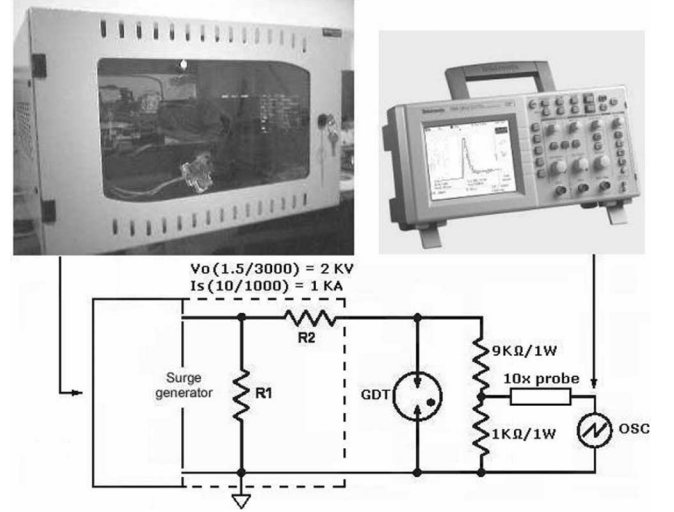 Tektronix
Vo(1.5/3000) = 2 KV
Is(10/1000) = 1 KA
R2
9KΩ/1W
10x probe
Surge
generator
R1
GDT
OSC
1KΩ/1W